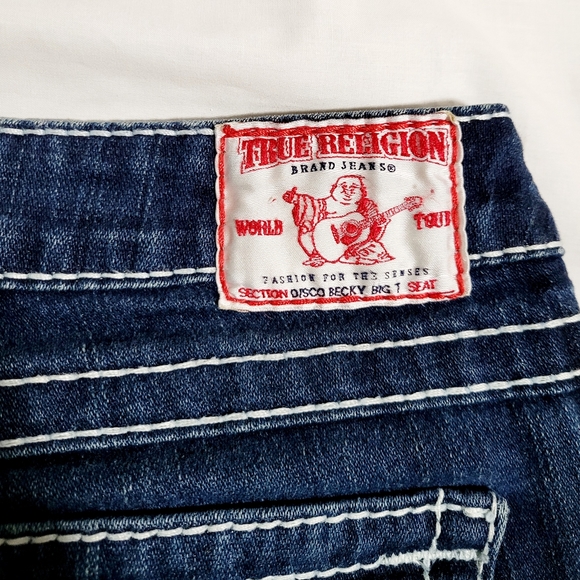 TRUE RELIGION
BRAND JEANS®
WORLD TOUR
FASHION FOR THE SENSES
SECTION DISCO BECKY BIG T SEAT